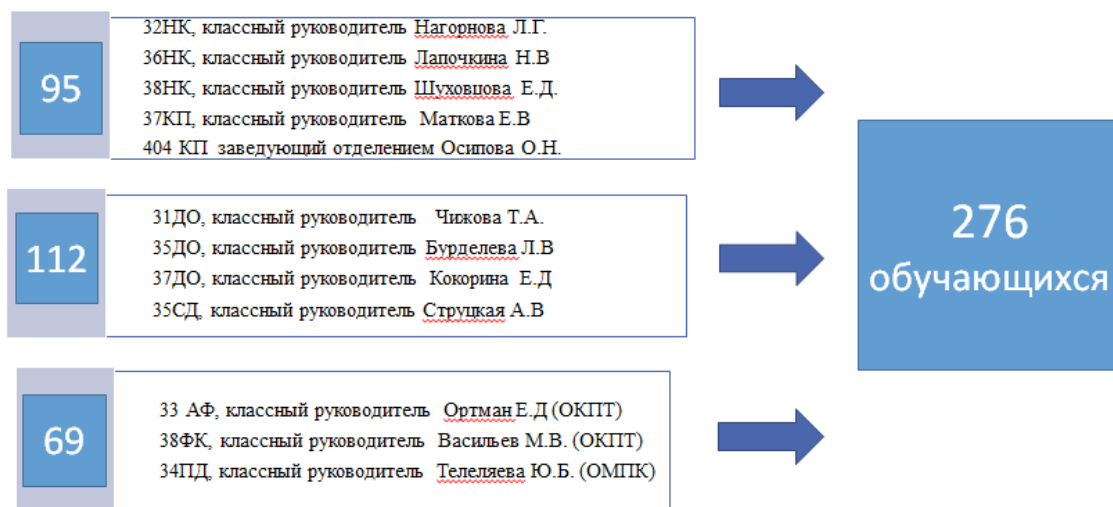 95
32НК, классный руководитель Нагорнова Л.Г.
36НК, классный руководитель Лапочкина Н.В
38НК, классный руководитель Шуховцова Е.Д.
37КП, классный руководитель Маткова Е.В
404 КП заведующий отделением Осипова О.Н.
112
31ДО, классный руководитель Чижова Т.А.
35ДО, классный руководитель Бурделева Л.В
37ДО, классный руководитель Кокорина Е.Д
35СД, классный руководитель Струцкая А.В
69
33 АФ, классный руководитель Ортман Е.Д (ОКПТ)
38ФК, классный руководитель Васильев М.В. (ОКПТ)
34ПД, классный руководитель Телеляева Ю.Б. (ОМПК)
276
обучающихся